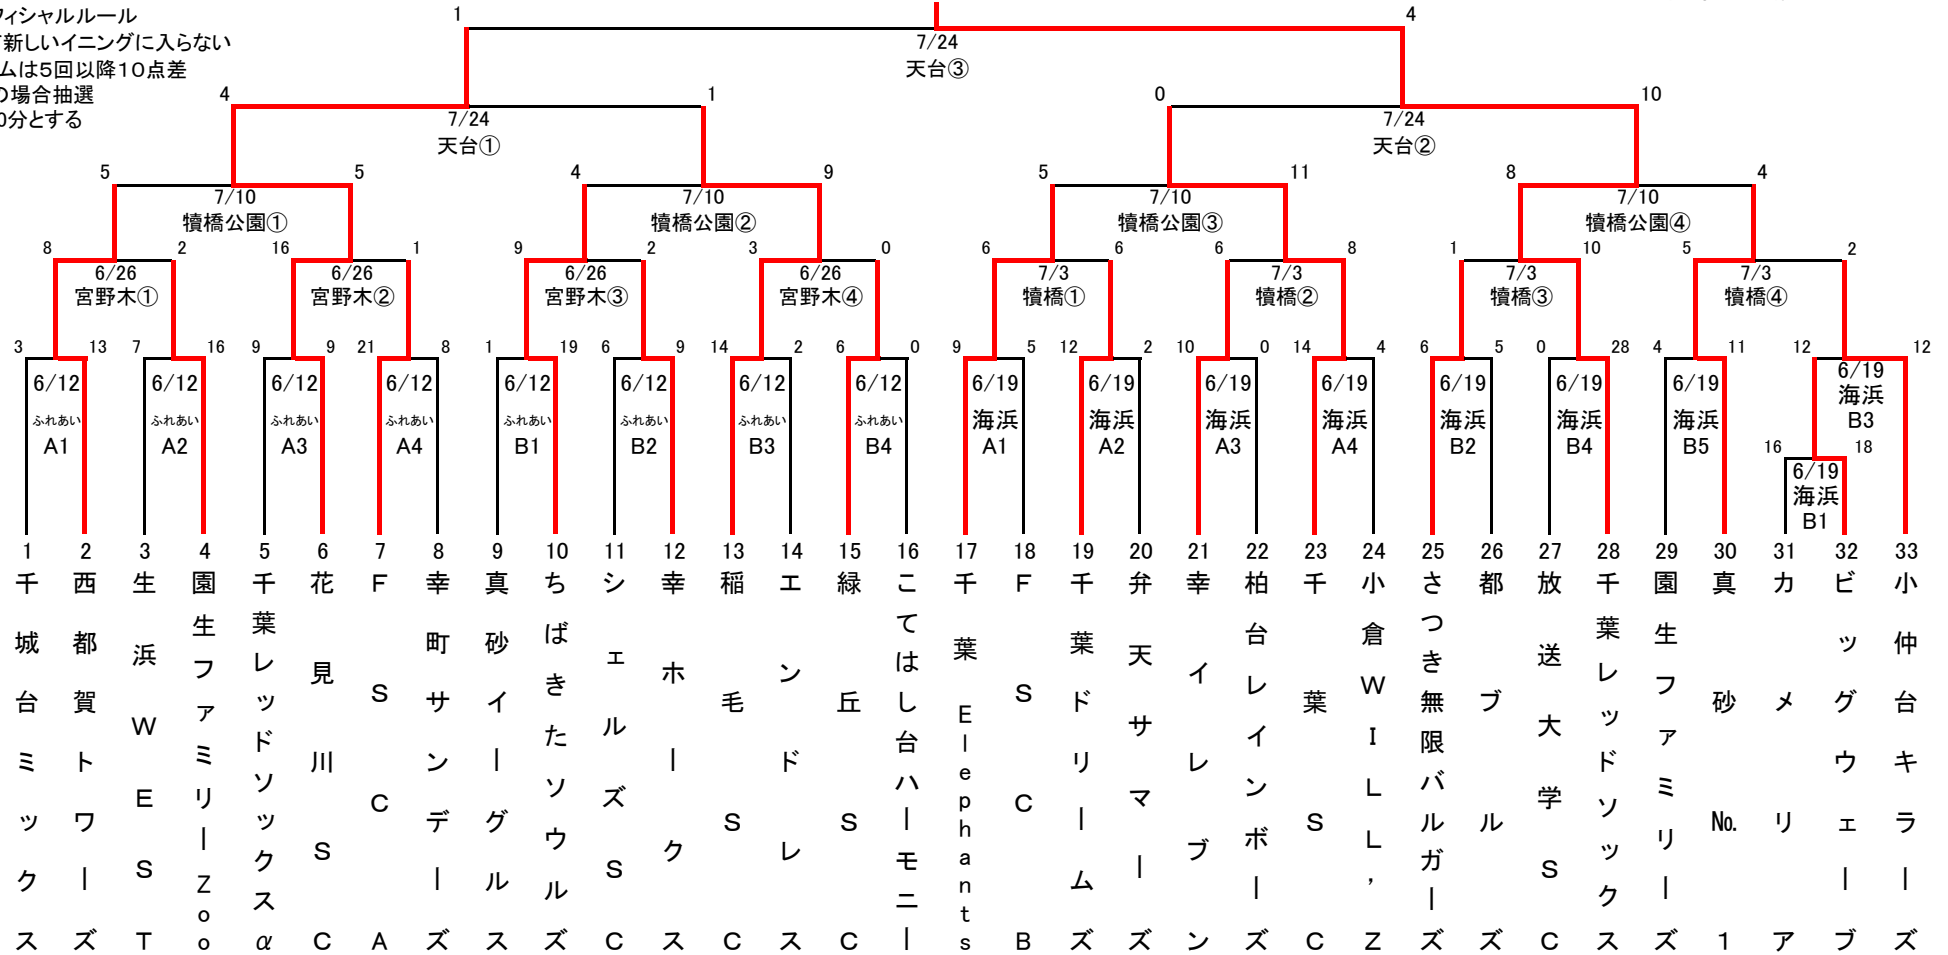 フィシャルルール
て新しいイニングに入らない
ムは5回以降10点差
の場合抽選
0分とする
1 4
7/24
天台③
4 1 0 10
7/24 7/24
天台① 天台②
5 5 4 9 5 11 8 4
7/10 7/10 7/10 7/10
犢橋公園① 犢橋公園② 犢橋公園③ 犢橋公園④
8 2 16 1 9 2 3 0 6 6 6 8 1 10 5 2
6/26 6/26 6/26 6/26 7/3 7/3 7/3 7/3
宮野木① 宮野木② 宮野木③ 宮野木④ 犢橋① 犢橋② 犢橋③ 犢橋④
3 13 7 16 9 9 21 8 1 19 6 9 14 2 6 0 9 5 12 2 10 0 14 4 6 5 0 28 4 11 12 12
6/12 6/12 6/12 6/12 6/12 6/12 6/12 6/12 6/19 6/19 6/19 6/19 6/19 6/19 6/19 6/19
ふれあい ふれあい ふれあい ふれあい ふれあい ふれあい ふれあい ふれあい 海浜 海浜 海浜 海浜 海浜 海浜 海浜 海浜
A1 A2 A3 A4 B1 B2 B3 B4 A1 A2 A3 A4 B2 B4 B5 B3
16 18
6/19
海浜
B1
1 千城台ミックス
2 西都賀トワーズ
3 生浜WEST
4 園生ファミリーZoo
5 千葉レッドソックスα
6 花見川SC
7 FSCA
8 幸町サンデーズ
9 真砂イーグルス
10 ちばきたソウルズ
11 シェルズSC
12 幸ホークス
13 稲毛SC
14 エンドレス
15 緑丘SC
16 こてはし台ハーモニー
17 千葉Elephants
18 FSCB
19 千葉ドリームズ
20 弁天サマーズ
21 幸イレブン
22 柏台レインボーズ
23 千葉SC
24 小倉WILL,Z
25 さつき無限バルガーズ
26 都ブルズ
27 放送大学SC
28 千葉レッドソックス
29 園生ファミリーズ
30 真砂№1
31 カメリア
32 ビッグウェーブ
33 小仲台キラーズ